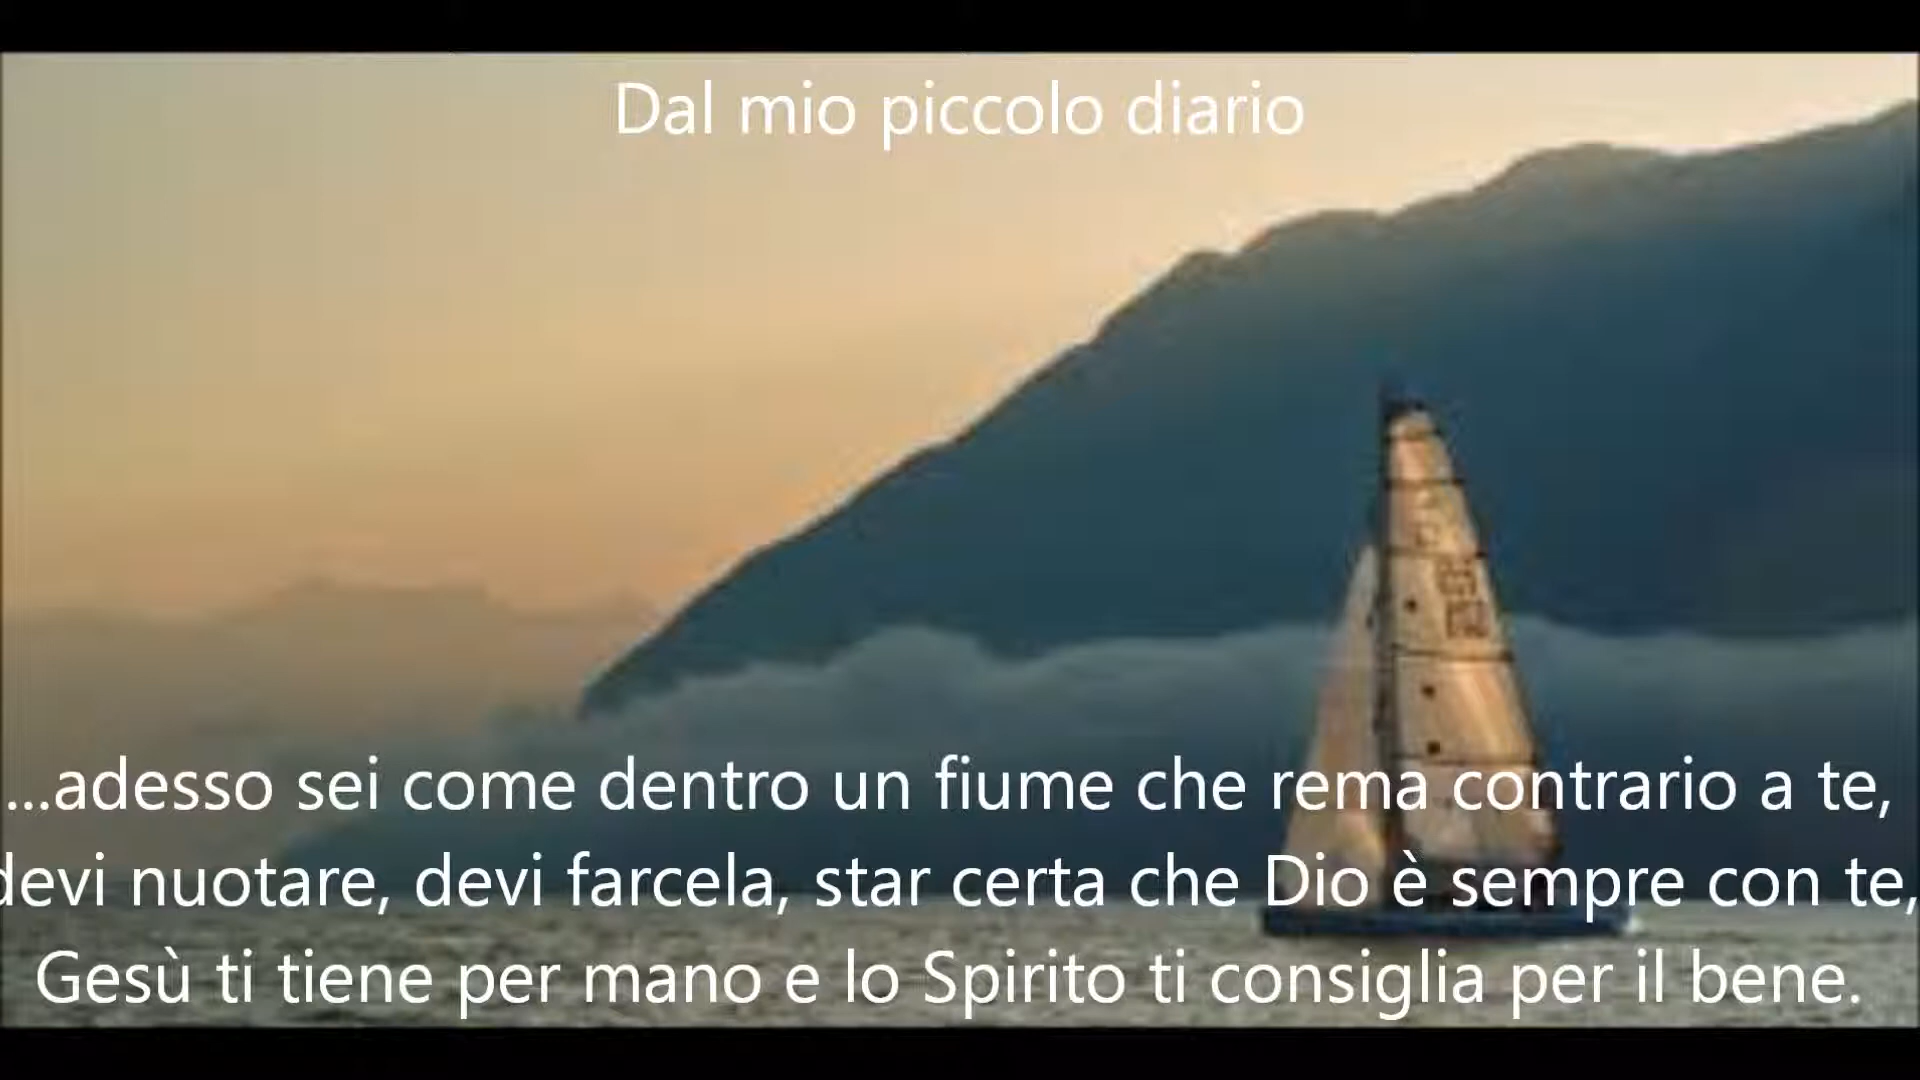 Dal mio piccolo diario
...adesso sei come dentro un fiume che rema contrario a te,
devi nuotare, devi farcela, star certa che Dio è sempre con te,
Gesù ti tiene per mano e lo Spirito ti consiglia per il bene.